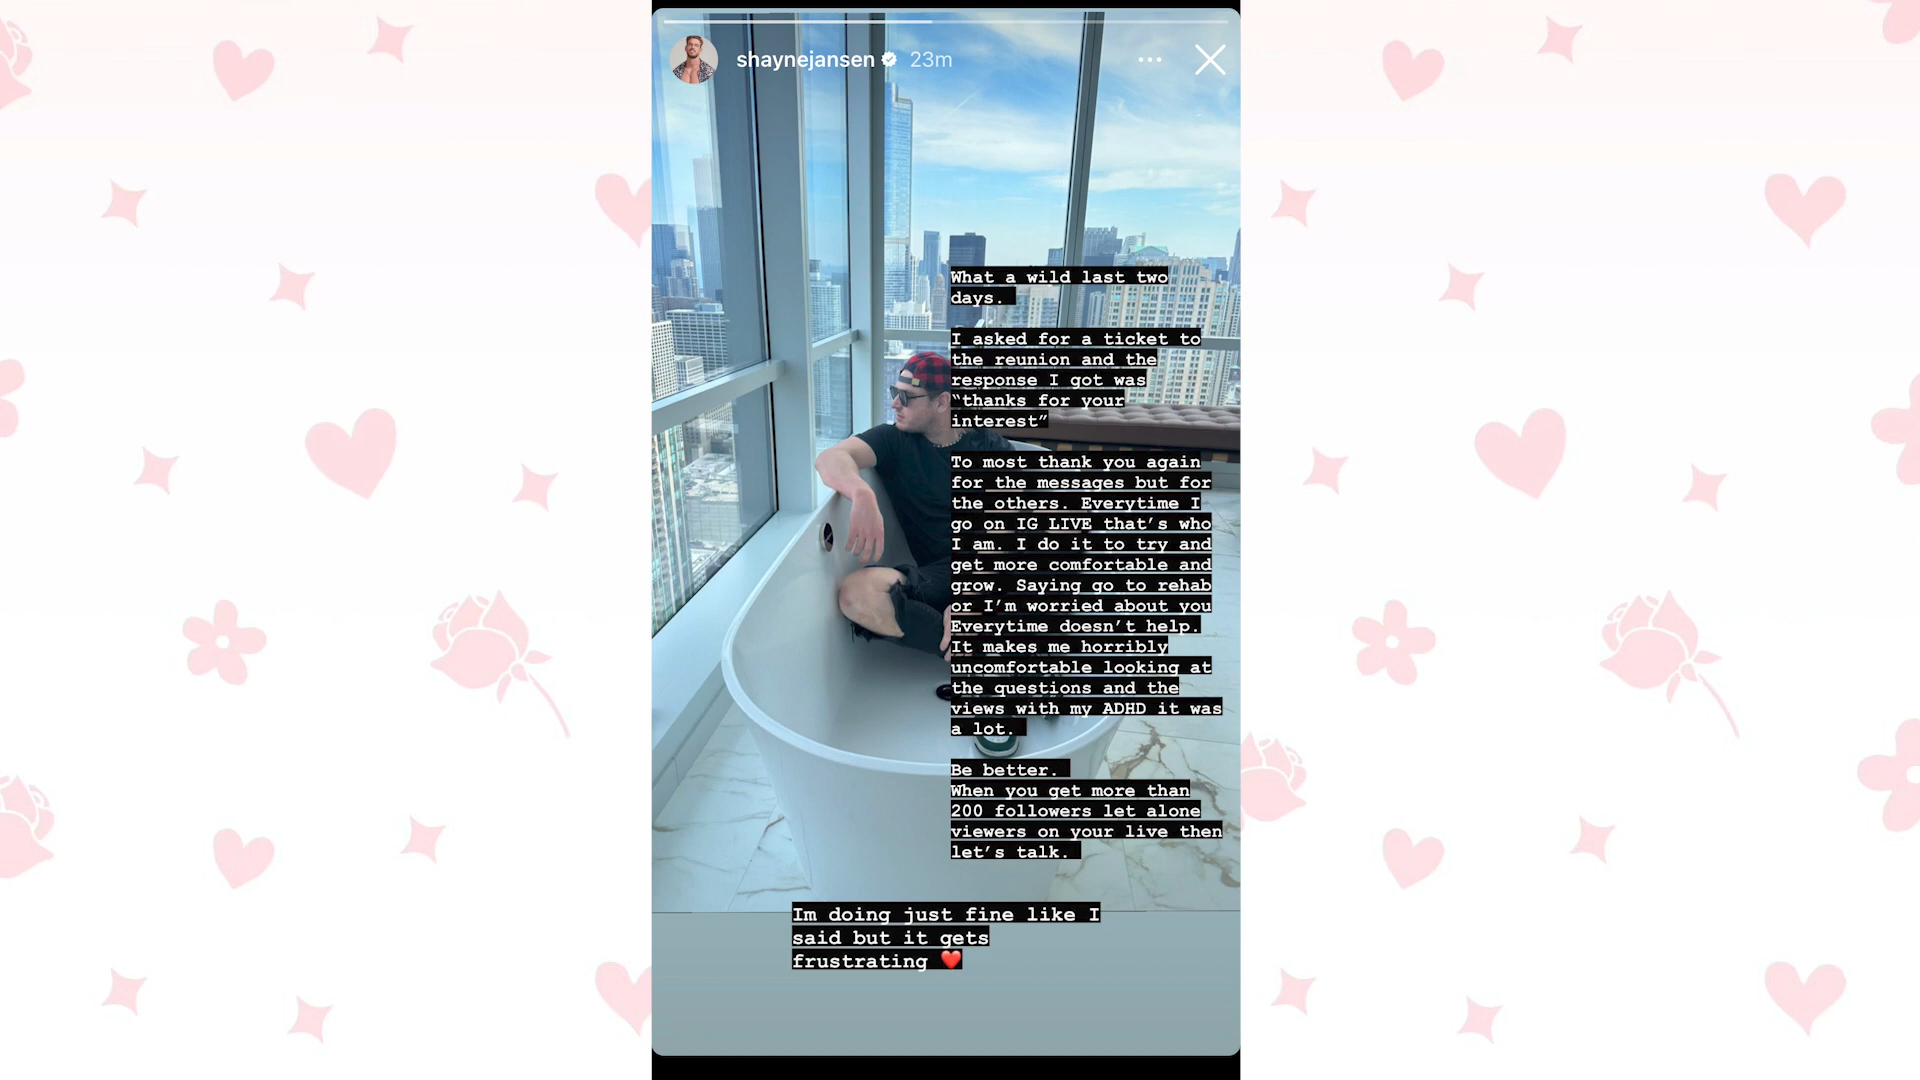 shaynejansen 23m
What a wild last two
days.
I asked for a ticket to
the reunion and the
response I got was
“thanks for your
interest”
To most thank you again
for the messages but for
the others. Everytime I
go on IG LIVE that’s who
I am. I do it to try and
get more comfortable and
grow. Saying go to rehab
or I’m worried about you
Everytime doesn’t help.
It makes me horribly
uncomfortable looking at
the questions and the
views with my ADHD it was
a lot.
Be better.
When you get more than
200 followers let alone
viewers on your live then
let’s talk.
Im doing just fine like I
said but it gets
frustrating ❤️